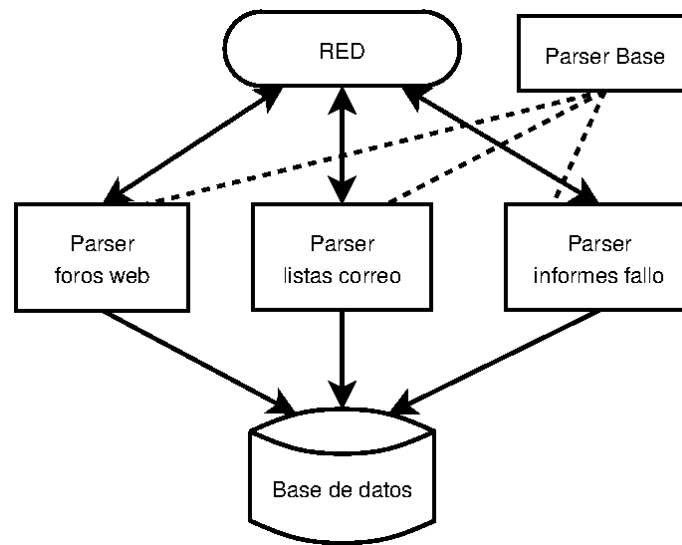 RED
Parser Base
Parser
foros web
Parser
listas correo
Parser
informes fallo
Base de datos